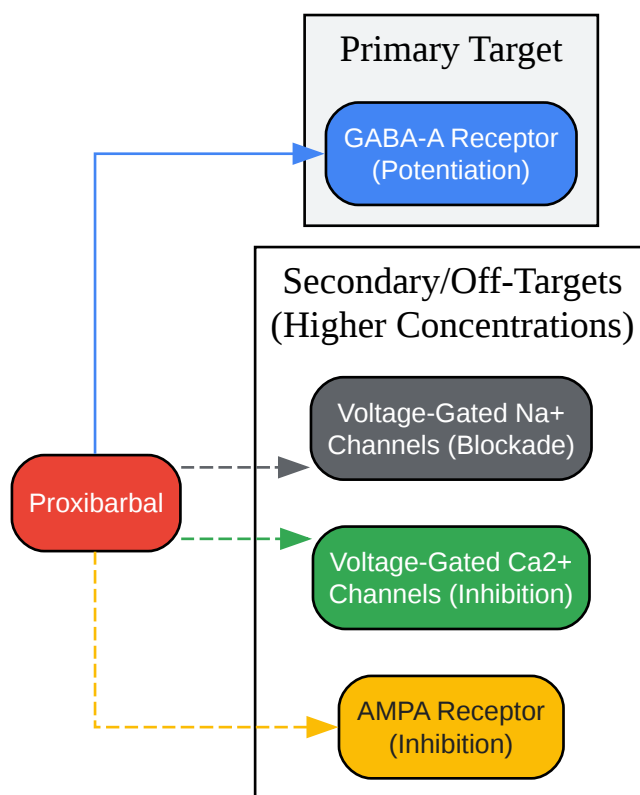 Primary Target
GABA-A Receptor
(Potentiation)
Secondary/Off-Targets
(Higher Concentrations)
Voltage-Gated Na+
Channels (Blockade)
Proxibarbal
Voltage-Gated Ca2+
Channels (Inhibition)
AMPA Receptor
(Inhibition)